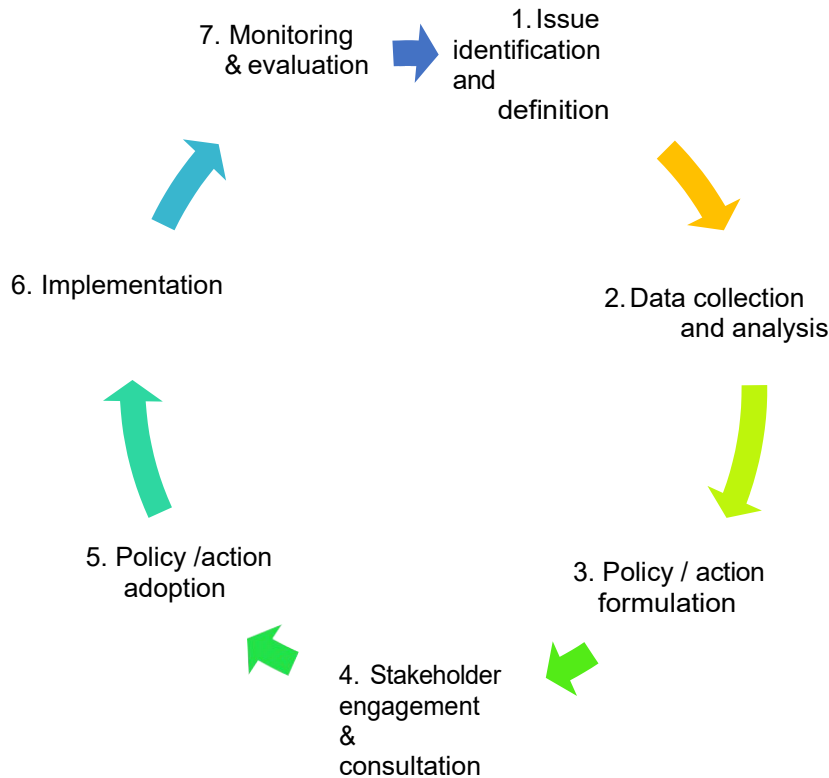 1. Issue
identification
and
definition
2. Data collection
and analysis
3. Policy / action
formulation
4. Stakeholder
engagement
&
consultation
5. Policy /action
adoption
6. Implementation
7. Monitoring
& evaluation